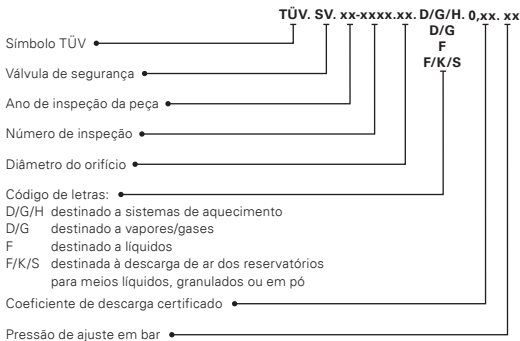 TÜV. SV. xx-xxxx.xx. D/G/H. 0,xx. xx
D/G
F
F/K/S
Símbolo TÜV
Válvula de segurança
Ano de inspeção da peça
Número de inspeção
Diâmetro do orifício
Código de letras:
D/G/H destinado a sistemas de aquecimento
D/G destinado a vapores/gases
F destinado a líquidos
F/K/S destinada à descarga de ar dos reservatórios
para meios líquidos, granulados ou em pó
Coeficiente de descarga certificado
Pressão de ajuste em bar